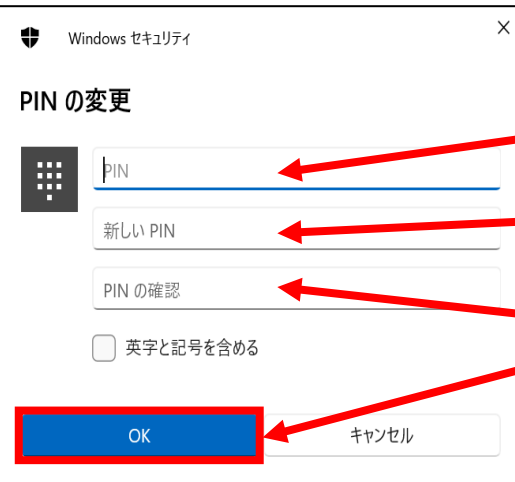 Windows セキュリティ
PIN の変更
PIN
新しい PIN
PIN の確認
英字と記号を含める
OK
キャンセル